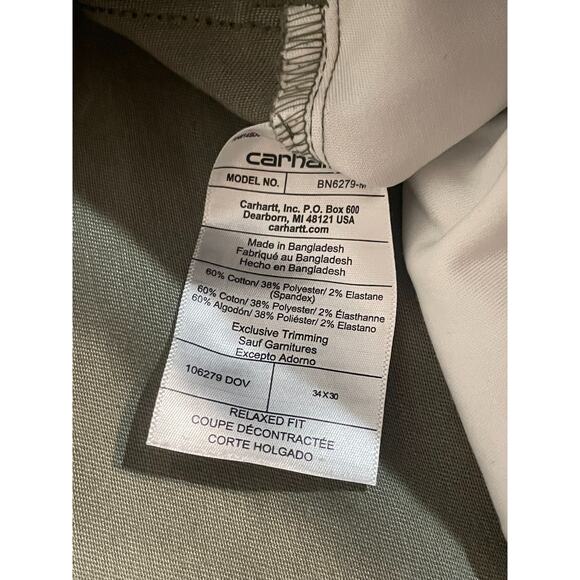 carhar
MODEL NO. BN6279-M
Carhartt, Inc. P.O. Box 600
Dearborn, MI 48121 USA
carhartt.com
Made in Bangladesh
Fabriqué au Bangladesh
Hecho en Bangladesh
60% Cotton/ 38% Polyester/ 2% Elastane
(Spandex)
60% Coton/ 38% Polyester/ 2% Élasthanne
60% Algodón/ 38% Poliéster/ 2% Elastano
Exclusive Trimming
Sauf Garnitures
Excepto Adorno
106279 DOV 34X30
RELAXED FIT
COUPE DÉCONTRACTÉE
CORTE HOLGADO